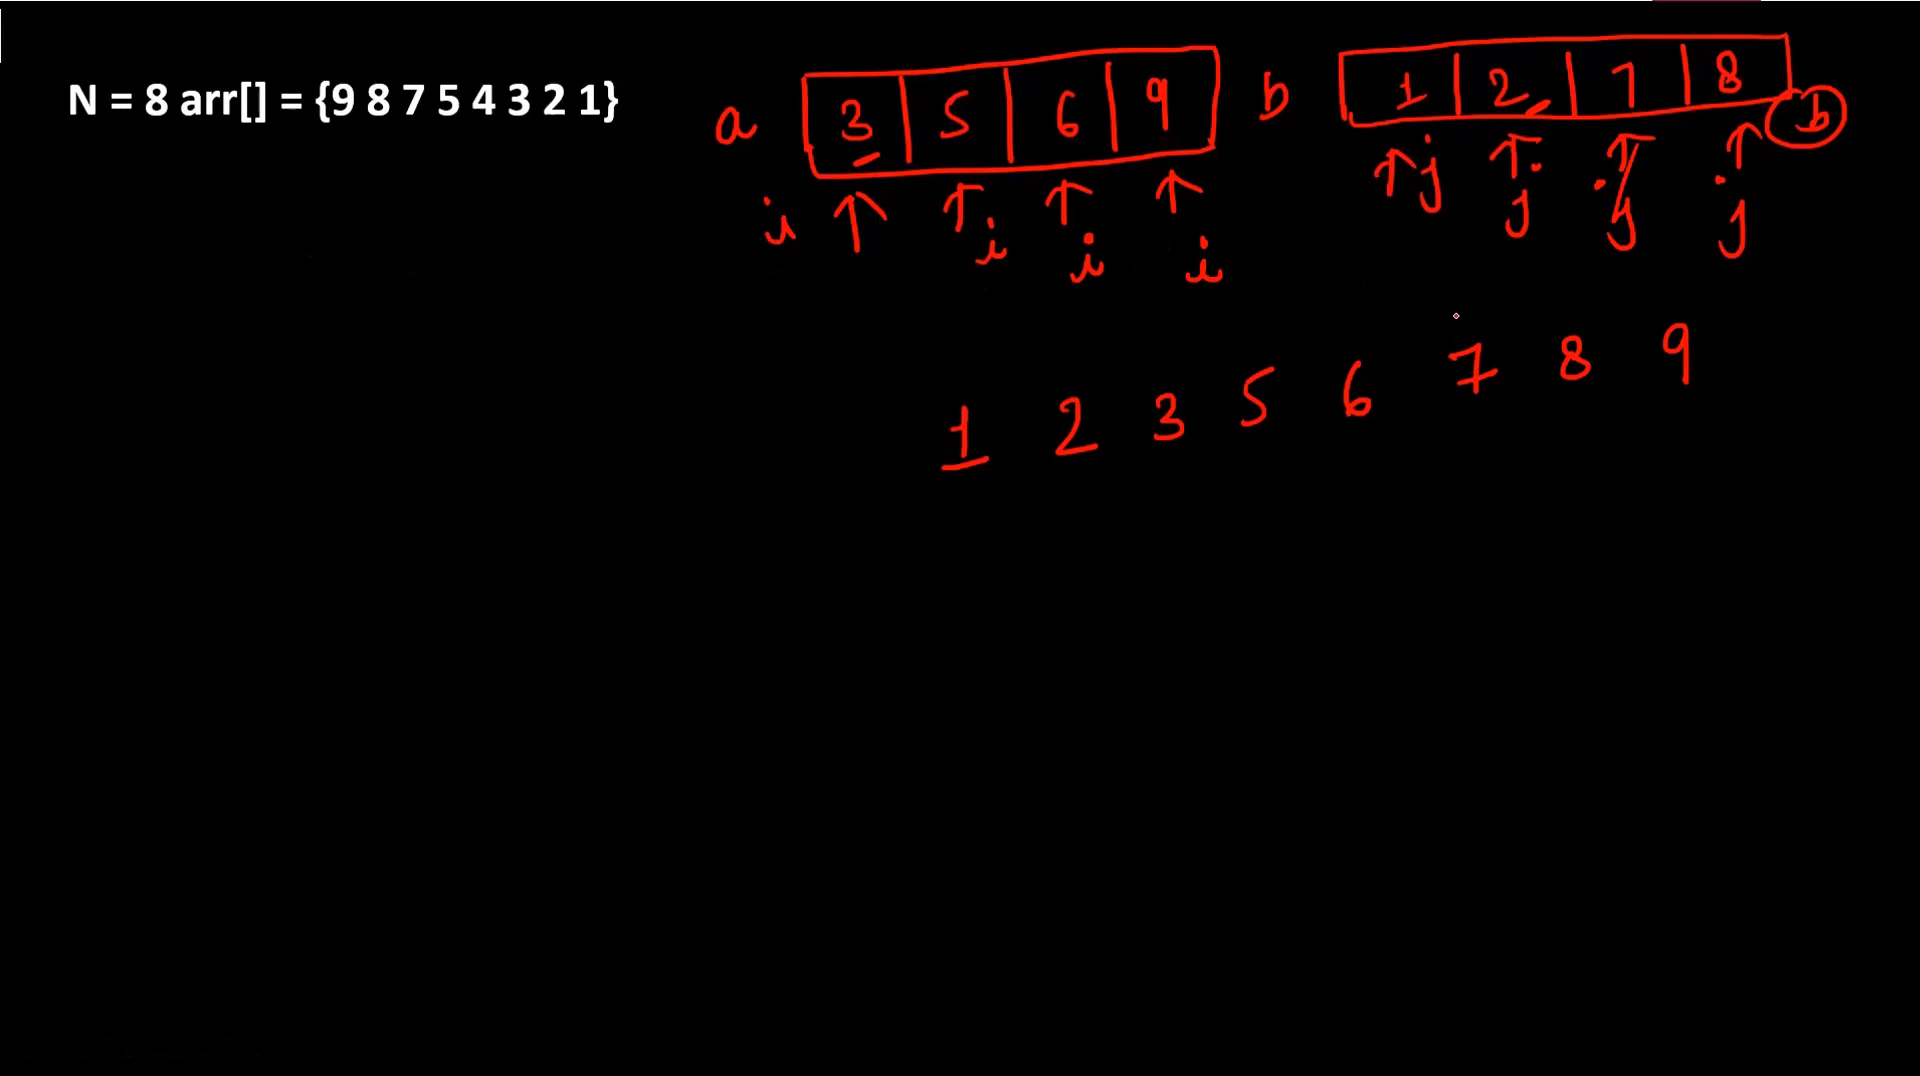 N = 8 arr[] = {9 8 7 5 4 3 2 1}
a 3 5 6 9 b 1 2 7 8 b
i i i i j j j j
1 2 3 5 6 7 8 9